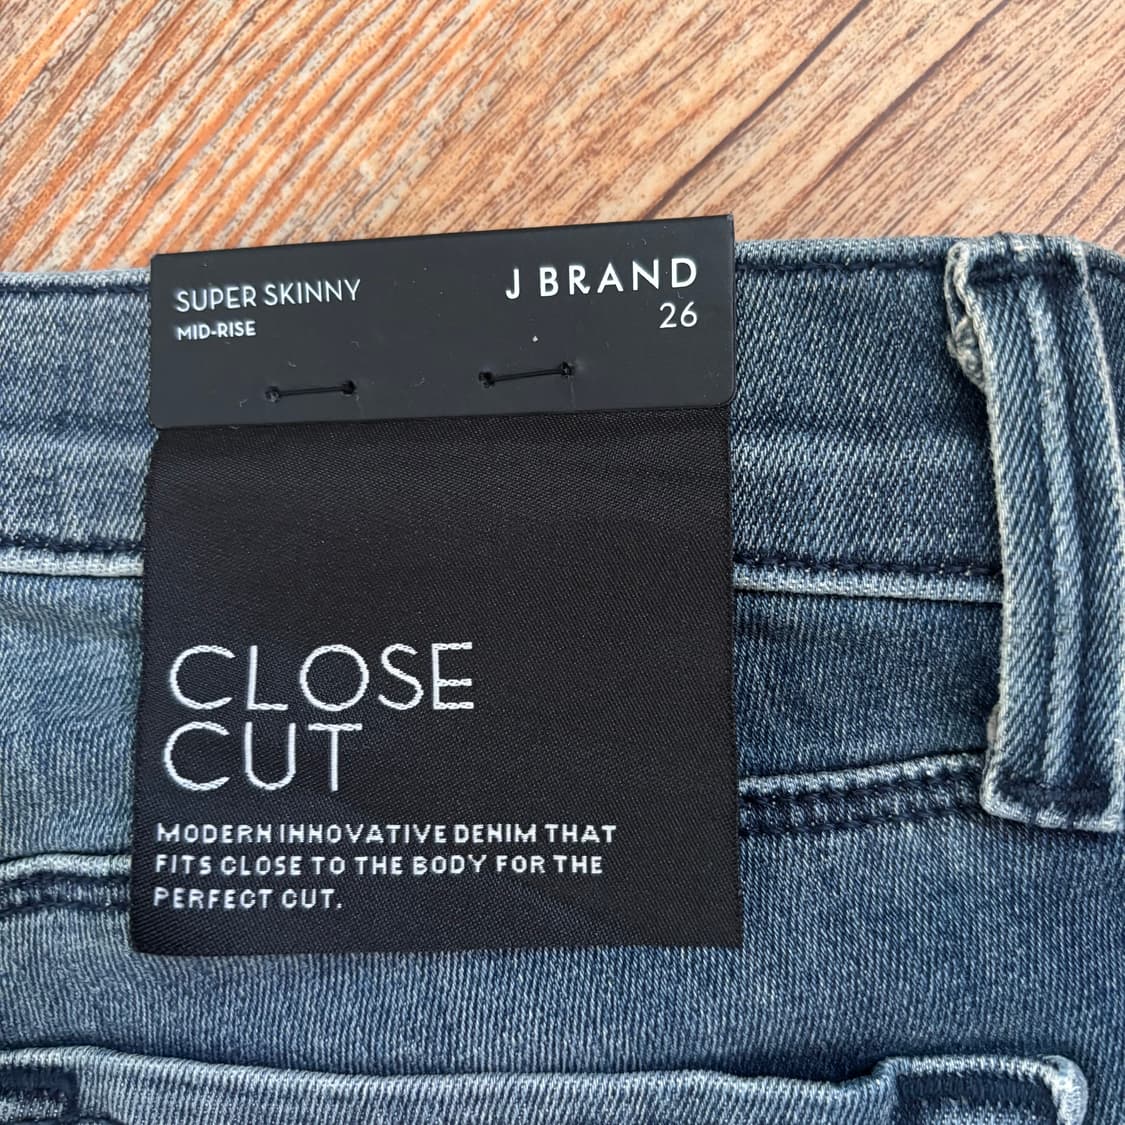 SUPER SKINNY
MID-RISE
J BRAND
26
CLOSE
CUT
MODERN INNOVATIVE DENIM THAT
FITS CLOSE TO THE BODY FOR THE
PERFECT CUT.